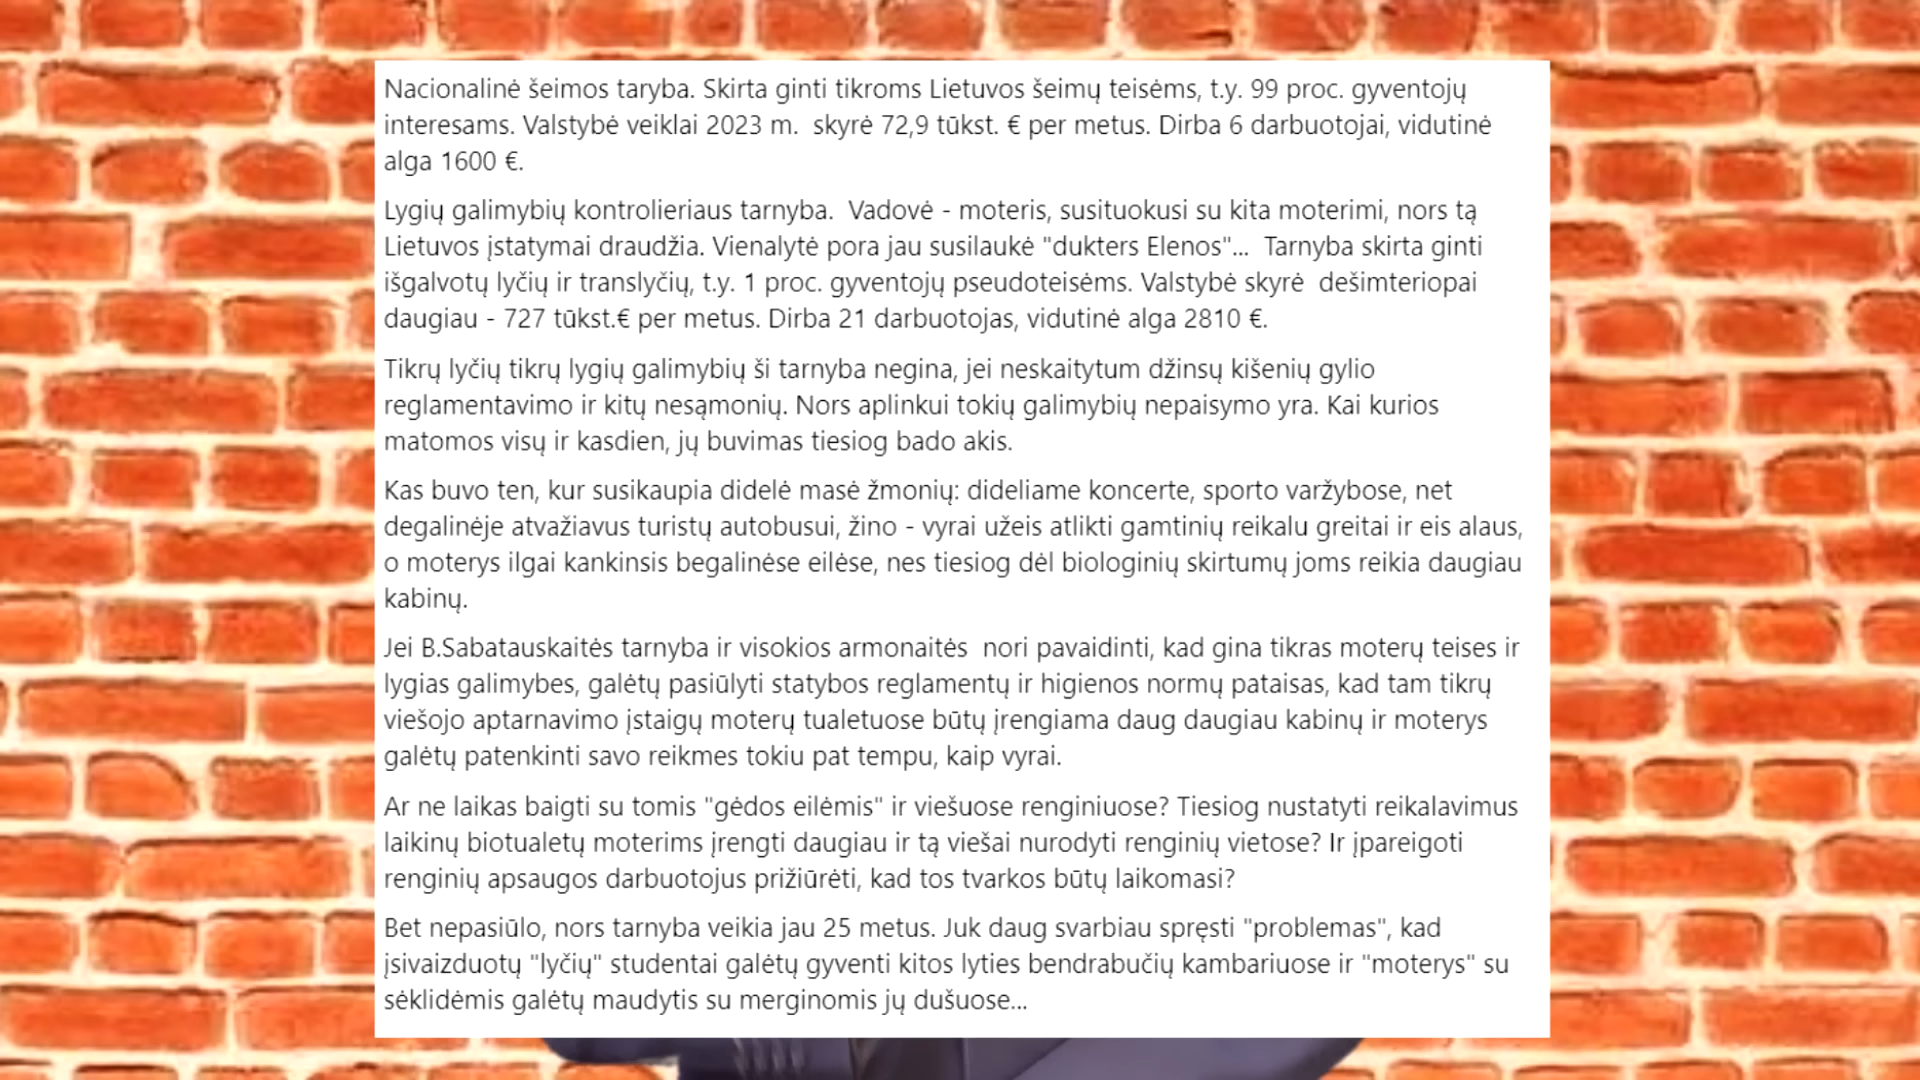 Nacionalinė šeimos taryba. Skirta ginti tikroms Lietuvos šeimų teisėms, t.y. 99 proc. gyventojų
interesams. Valstybė veiklai 2023 m.  skyrė 72,9 tūkst. € per metus. Dirba 6 darbuotojai, vidutinė
alga 1600 €.
Lygių galimybių kontrolieriaus tarnyba.  Vadovė - moteris, susituokusi su kita moterimi, nors tą
Lietuvos įstatymai draudžia. Vienalytė pora jau susilaukė "dukters Elenos"...  Tarnyba skirta ginti
išgalvotų lyčių ir translyčių, t.y. 1 proc. gyventojų pseudoteisėms. Valstybė skyrė  dešimteriopai
daugiau - 727 tūkst.€ per metus. Dirba 21 darbuotojas, vidutinė alga 2810 €.
Tikrų lyčių tikrų lygių galimybių ši tarnyba negina, jei neskaitytum džinsų kišenių gylio
reglamentavimo ir kitų nesąmonių. Nors aplinkui tokių galimybių nepaisymo yra. Kai kurios
matomos visų ir kasdien, jų buvimas tiesiog bado akis.
Kas buvo ten, kur susikaupia didelė masė žmonių: dideliame koncerte, sporto varžybose, net
degalinėje atvažiavus turistų autobusui, žino - vyrai užeis atlikti gamtinių reikalu greitai ir eis alaus,
o moterys ilgai kankinsis begalinėse eilėse, nes tiesiog dėl biologinių skirtumų joms reikia daugiau
kabinų.
Jei B.Sabatauskaitės tarnyba ir visokios armonaitės  nori pavaidinti, kad gina tikras moterų teises ir
lygias galimybes, galėtų pasiūlyti statybos reglamentų ir higienos normų pataisas, kad tam tikrų
viešojo aptarnavimo įstaigų moterų tualetuose būtų įrengiama daug daugiau kabinų ir moterys
galėtų patenkinti savo reikmes tokiu pat tempu, kaip vyrai.
Ar ne laikas baigti su tomis "gėdos eilėmis" ir viešuose renginiuose? Tiesiog nustatyti reikalavimus
laikinų biotualetų moterims įrengti daugiau ir tą viešai nurodyti renginių vietose? Ir įpareigoti
renginių apsaugos darbuotojus prižiūrėti, kad tos tvarkos būtų laikomasi?
Bet nepasiūlo, nors tarnyba veikia jau 25 metus. Juk daug svarbiau spręsti "problemas", kad
įsivaizduotų "lyčių" studentai galėtų gyventi kitos lyties bendrabučių kambariuose ir "moterys" su
sėklidėmis galėtų maudytis su merginomis jų dušuose...